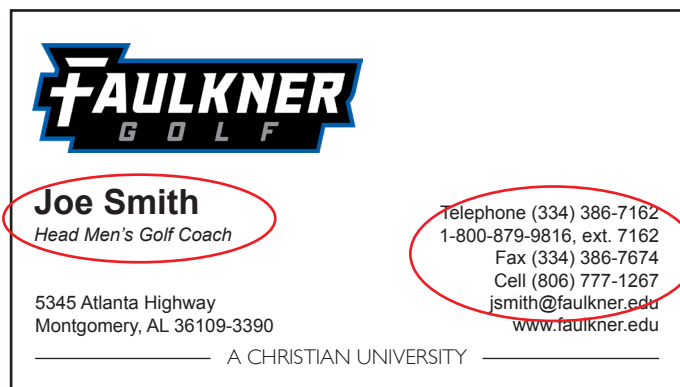 FAULKNER
GOLF
Joe Smith
Head Men's Golf Coach
5345 Atlanta Highway
Montgomery, AL 36109-3390
Telephone (334) 386-7162
1-800-879-9816, ext. 7162
Fax (334) 386-7674
Cell (806) 777-1267
jsmith@faulkner.edu
www.faulkner.edu
A CHRISTIAN UNIVERSITY